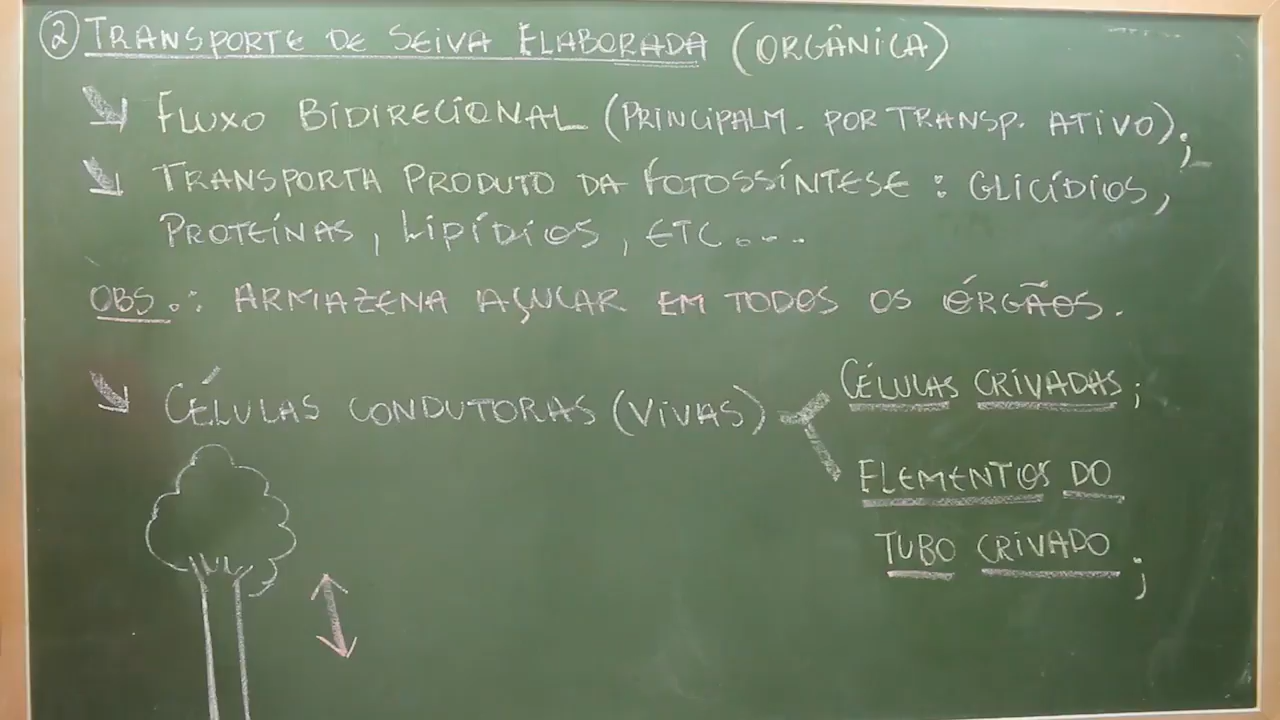 ② TRANSPORTE DE SEIVA ELABORADA (ORGÂNICA)
FLUXO BIDIRECIONAL (PRINCIPALM. POR TRANSP. ATIVO);
TRANSPORTA PRODUTO DA FOTOSSÍNTESE : GLICÍDIOS,
PROTEÍNAS, LIPÍDIOS, ETC....
OBS.: ARMAZENA AÇUCAR EM TODOS OS ÓRGÃOS.
CÉLULAS CONDUTORAS (VIVAS)
CÉLULAS CRIVADAS;
ELEMENTOS DO
TUBO CRIVADO;